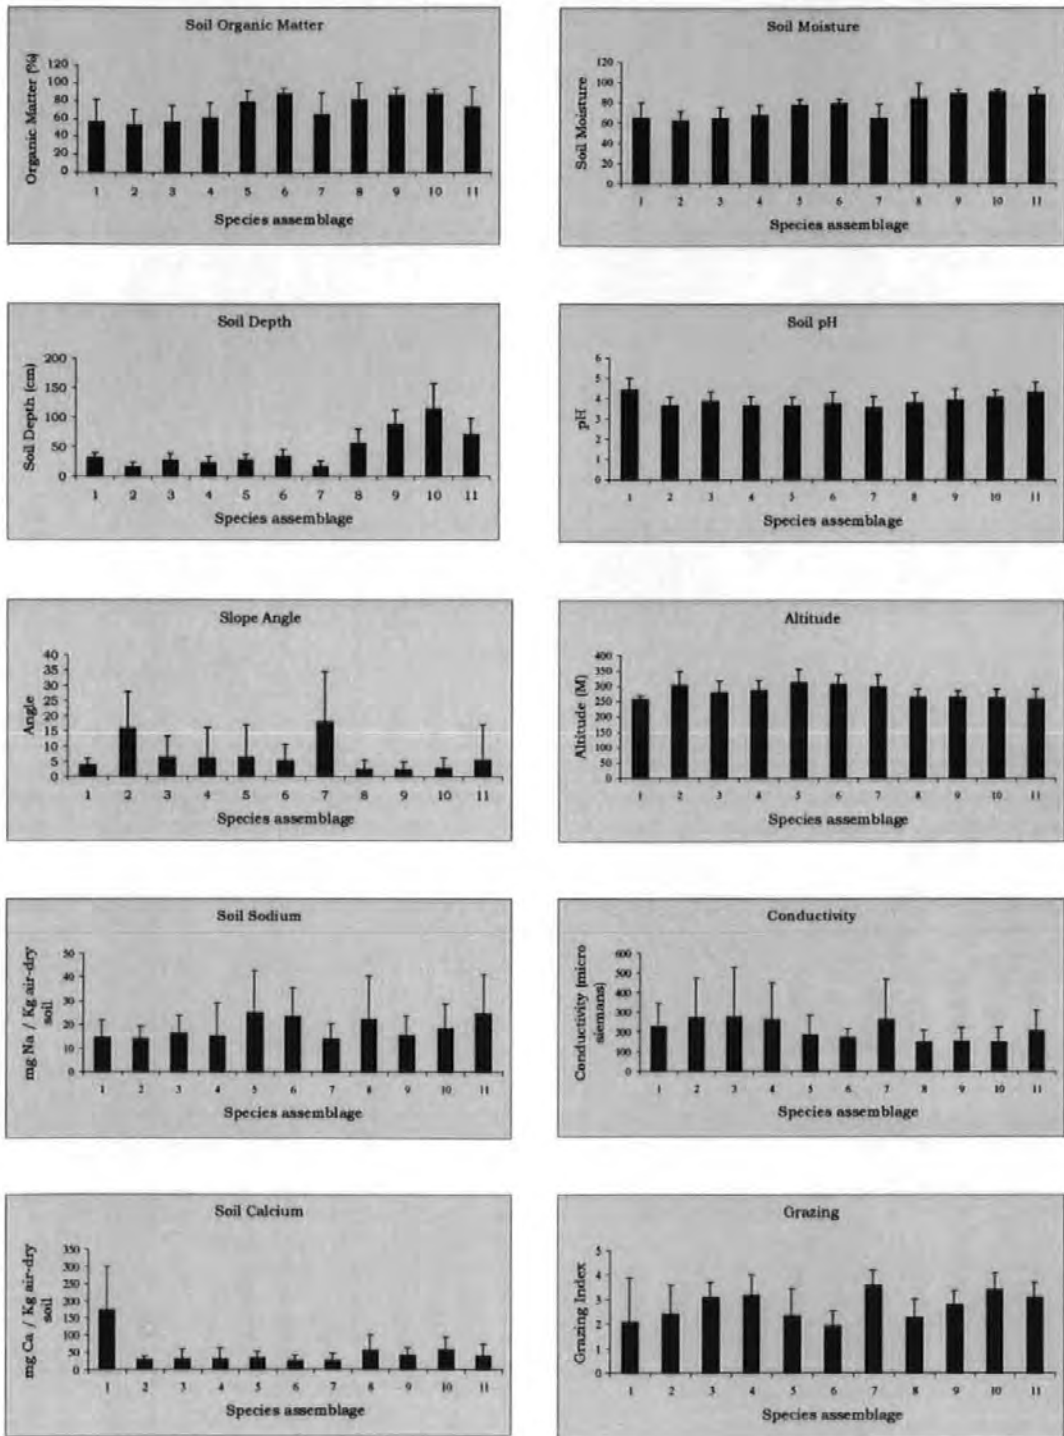 Soil Organic Matter
Organic Matter (%)
120
100
80
60
40
20
0
1 2 3 4 5 6 7 8 9 10 11
Species assemblage
Soil Moisture
Soil Moisture
120
100
80
60
40
20
0
1 2 3 4 5 6 7 8 9 10 11
Species assemblage
Soil Depth
Soil Depth (cm)
200
150
100
50
0
1 2 3 4 5 6 7 8 9 10 11
Species assemblage
Soil pH
pH
6
5
4
3
2
1
0
1 2 3 4 5 6 7 8 9 10 11
Species assemblage
Slope Angle
Angle
40
35
30
25
20
15
10
5
0
1 2 3 4 5 6 7 8 9 10 11
Species assemblage
Altitude
Altitude (M)
400
350
300
250
200
150
100
50
0
1 2 3 4 5 6 7 8 9 10 11
Species assemblage
Soil Sodium
mg Na / Kg air-dry
soil
50
40
30
20
10
0
1 2 3 4 5 6 7 8 9 10 11
Species assemblage
Conductivity
Conductivity (micro
siemans)
600
500
400
300
200
100
0
1 2 3 4 5 6 7 8 9 10 11
Species assemblage
Soil Calcium
mg Ca / Kg air-dry
soil
350
300
250
200
150
100
50
0
1 2 3 4 5 6 7 8 9 10 11
Species assemblage
Grazing
Grazing Index
5
4
3
2
1
0
1 2 3 4 5 6 7 8 9 10 11
Species assemblage